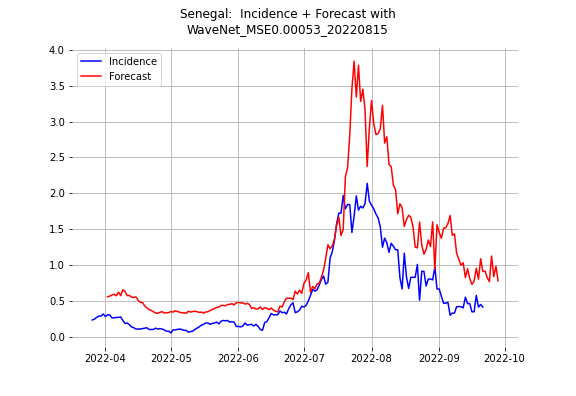 Senegal:  Incidence + Forecast with
WaveNet_MSE0.00053_20220815
Incidence
Forecast
4.0
3.5
3.0
2.5
2.0
1.5
1.0
0.5
0.0
2022-04 2022-05 2022-06 2022-07 2022-08 2022-09 2022-10